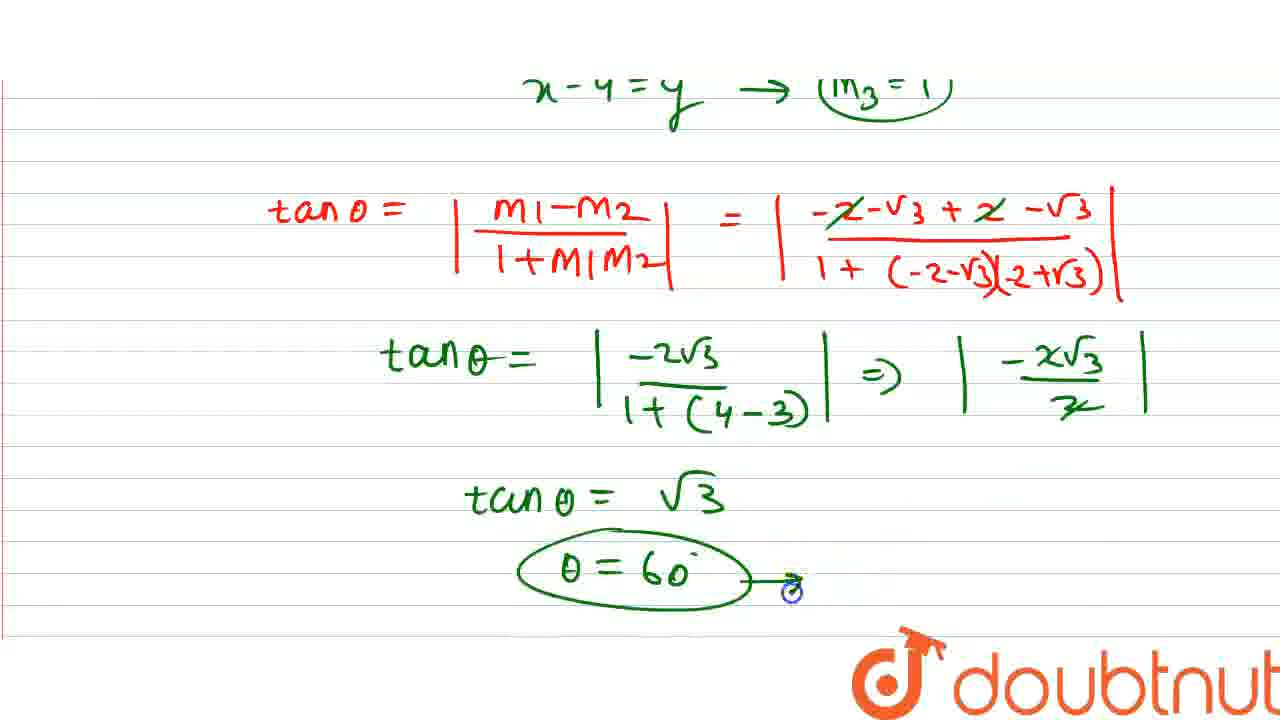 x - 4 = y → (m3 = 1)
tan θ = | m1 - m2 / 1 + m1m2 | = | -2 - √3 + 2 - √3 / 1 + (-2-√3)(-2+√3) |
tan θ = | -2√3 / 1 + (4 - 3) | ⇒ | -2√3 / 2 |
tan θ = √3
θ = 60° →
doubtnut